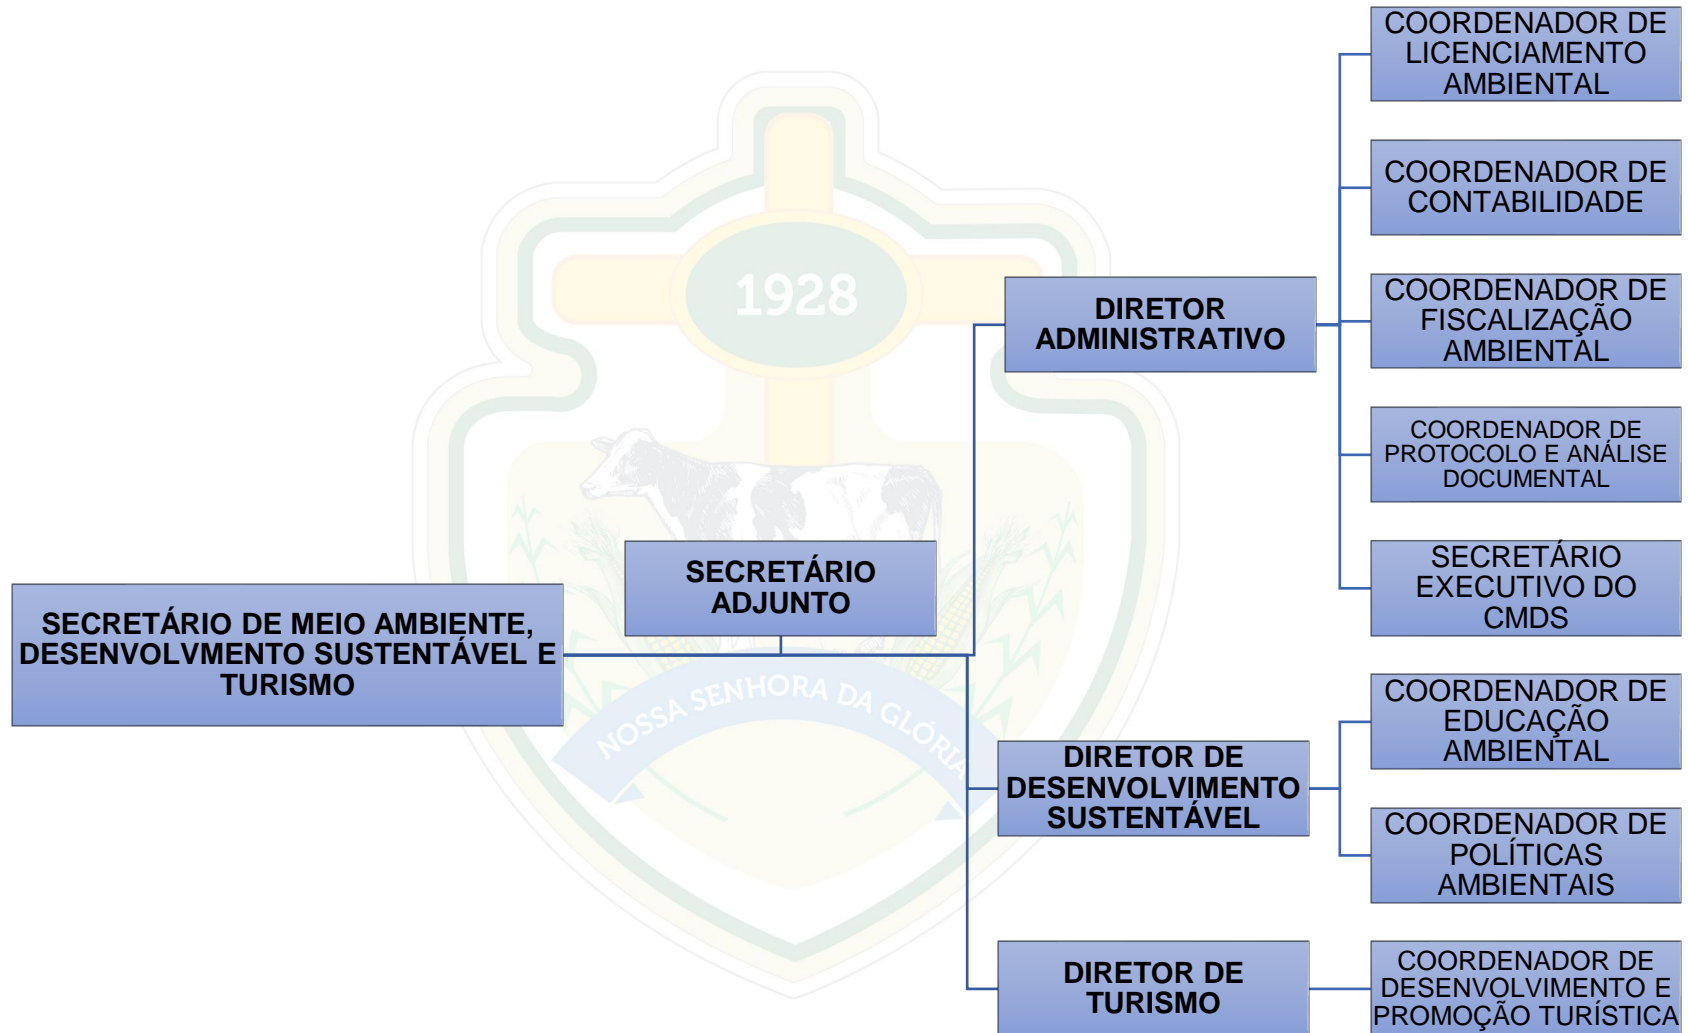 COORDENADOR DE
LICENCIAMENTO
AMBIENTAL
COORDENADOR DE
CONTABILIDADE
1928
DIRETOR
ADMINISTRATIVO
COORDENADOR DE
FISCALIZAÇÃO
AMBIENTAL
COORDENADOR DE
PROTOCOLO E ANÁLISE
DOCUMENTAL
SECRETÁRIO
ADJUNTO
SECRETÁRIO
EXECUTIVO DO
CMDS
SECRETÁRIO DE MEIO AMBIENTE,
DESENVOLVMENTO SUSTENTÁVEL E
TURISMO
NOSSA SENHORA DA GLÓRIA
COORDENADOR DE
EDUCAÇÃO
AMBIENTAL
DIRETOR DE
DESENVOLVIMENTO
SUSTENTÁVEL
COORDENADOR DE
POLÍTICAS
AMBIENTAIS
DIRETOR DE
TURISMO
COORDENADOR DE
DESENVOLVIMENTO E
PROMOÇÃO TURÍSTICA